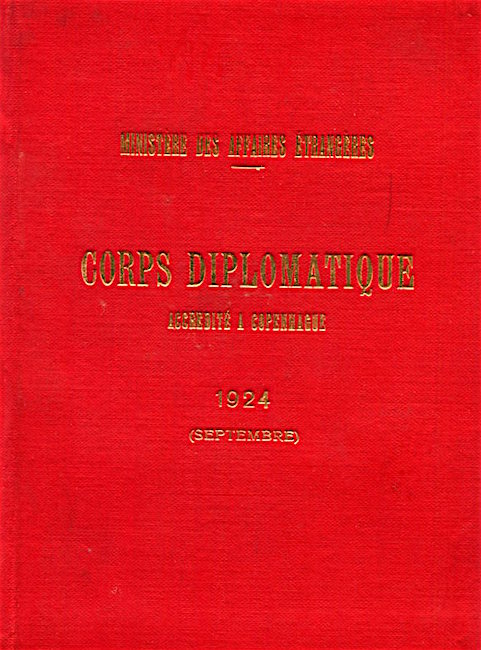 MINISTÈRE DES AFFAIRES ÉTRANGÈRES
CORPS DIPLOMATIQUE
ACCRÉDITÉ A COPENHAGUE
1924
(SEPTEMBRE)